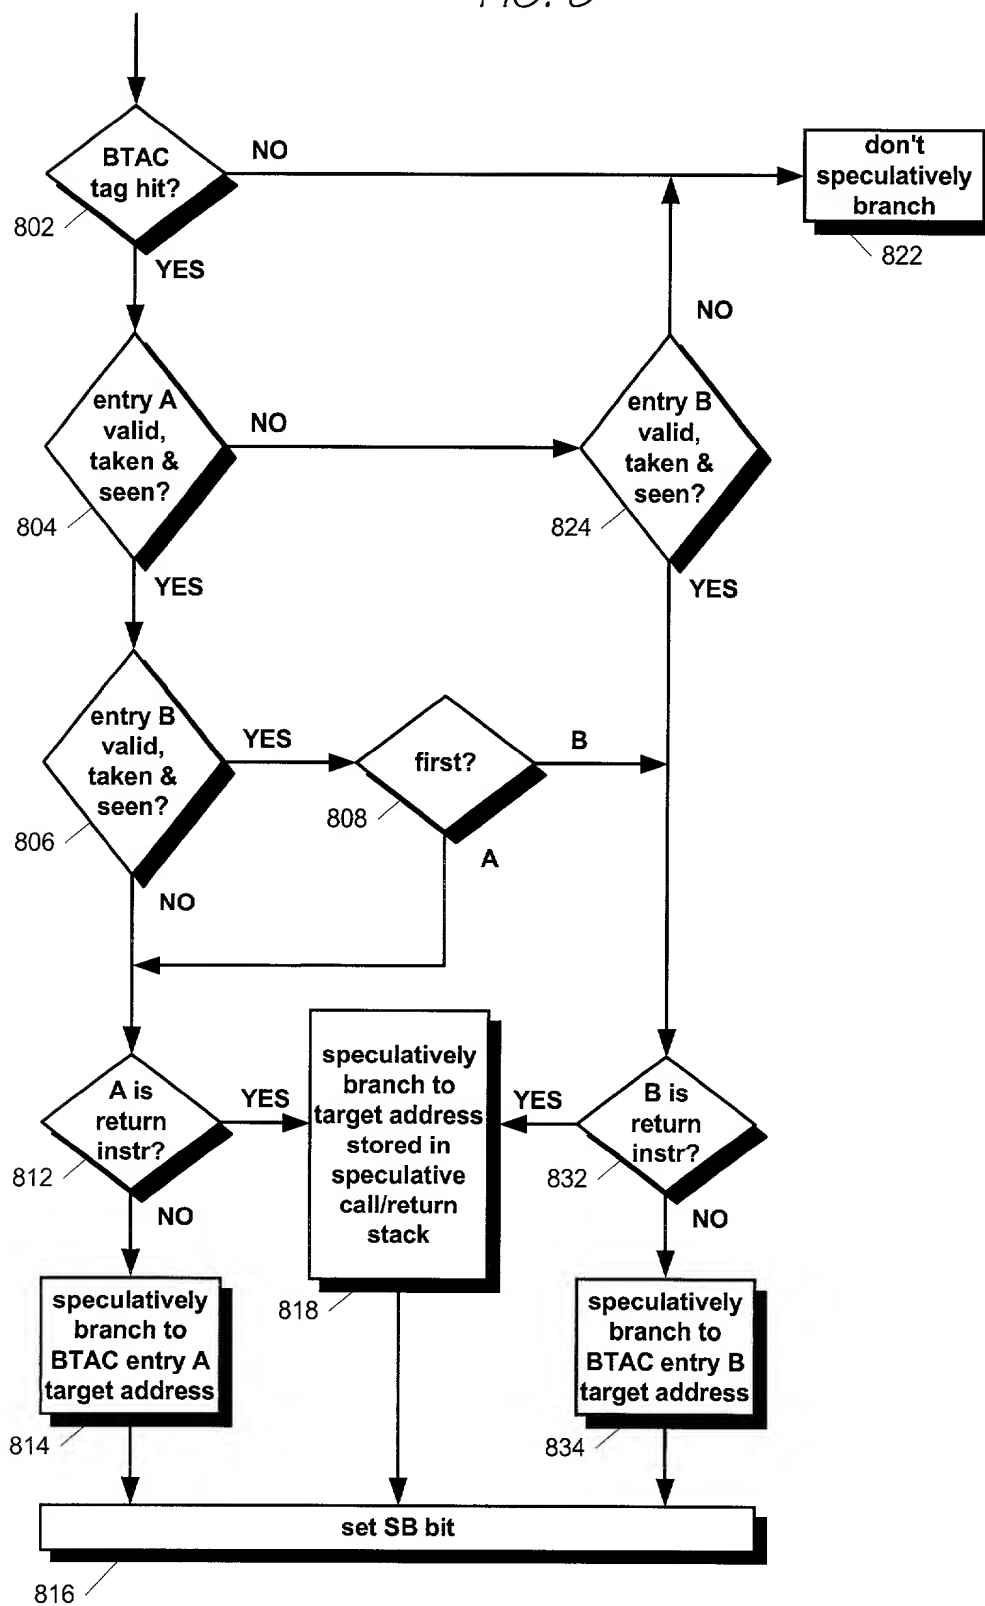 BTAC
tag hit?
802
NO
YES
don't
speculatively
branch
822
entry A
valid,
taken &
seen?
804
NO
YES
entry B
valid,
taken &
seen?
824
NO
YES
entry B
valid,
taken &
seen?
806
YES
NO
first?
808
B
A
A is
return
instr?
812
YES
NO
speculatively
branch to
target address
stored in
speculative
call/return
stack
818
B is
return
instr?
832
YES
NO
speculatively
branch to
BTAC entry A
target address
814
speculatively
branch to
BTAC entry B
target address
834
set SB bit
816